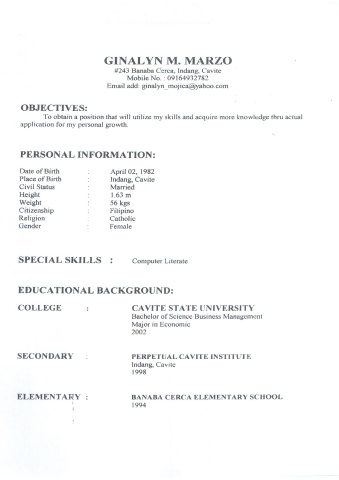 GINALYN M. MARZO
#243 Banaba Cerca, Indang, Cavite
Mobile No. : 09164932782
Email add: ginalyn_mojica@yahoo.com
OBJECTIVES:
To obtain a position that will utilize my skills and acquire more knowledge thru actual
application for my personal growth.
PERSONAL INFORMATION:
Date of Birth : April 02, 1982
Place of Birth : Indang, Cavite
Civil Status : Married
Height : 1.63 m
Weight : 56 kgs
Citizenship : Filipino
Religion : Catholic
Gender : Female
SPECIAL SKILLS : Computer Literate
EDUCATIONAL BACKGROUND:
COLLEGE : CAVITE STATE UNIVERSITY
Bachelor of Science Business Management
Major in Economic
2002
SECONDARY : PERPETUAL CAVITE INSTITUTE
Indang, Cavite
1998
ELEMENTARY : BANABA CERCA ELEMENTARY SCHOOL
1994